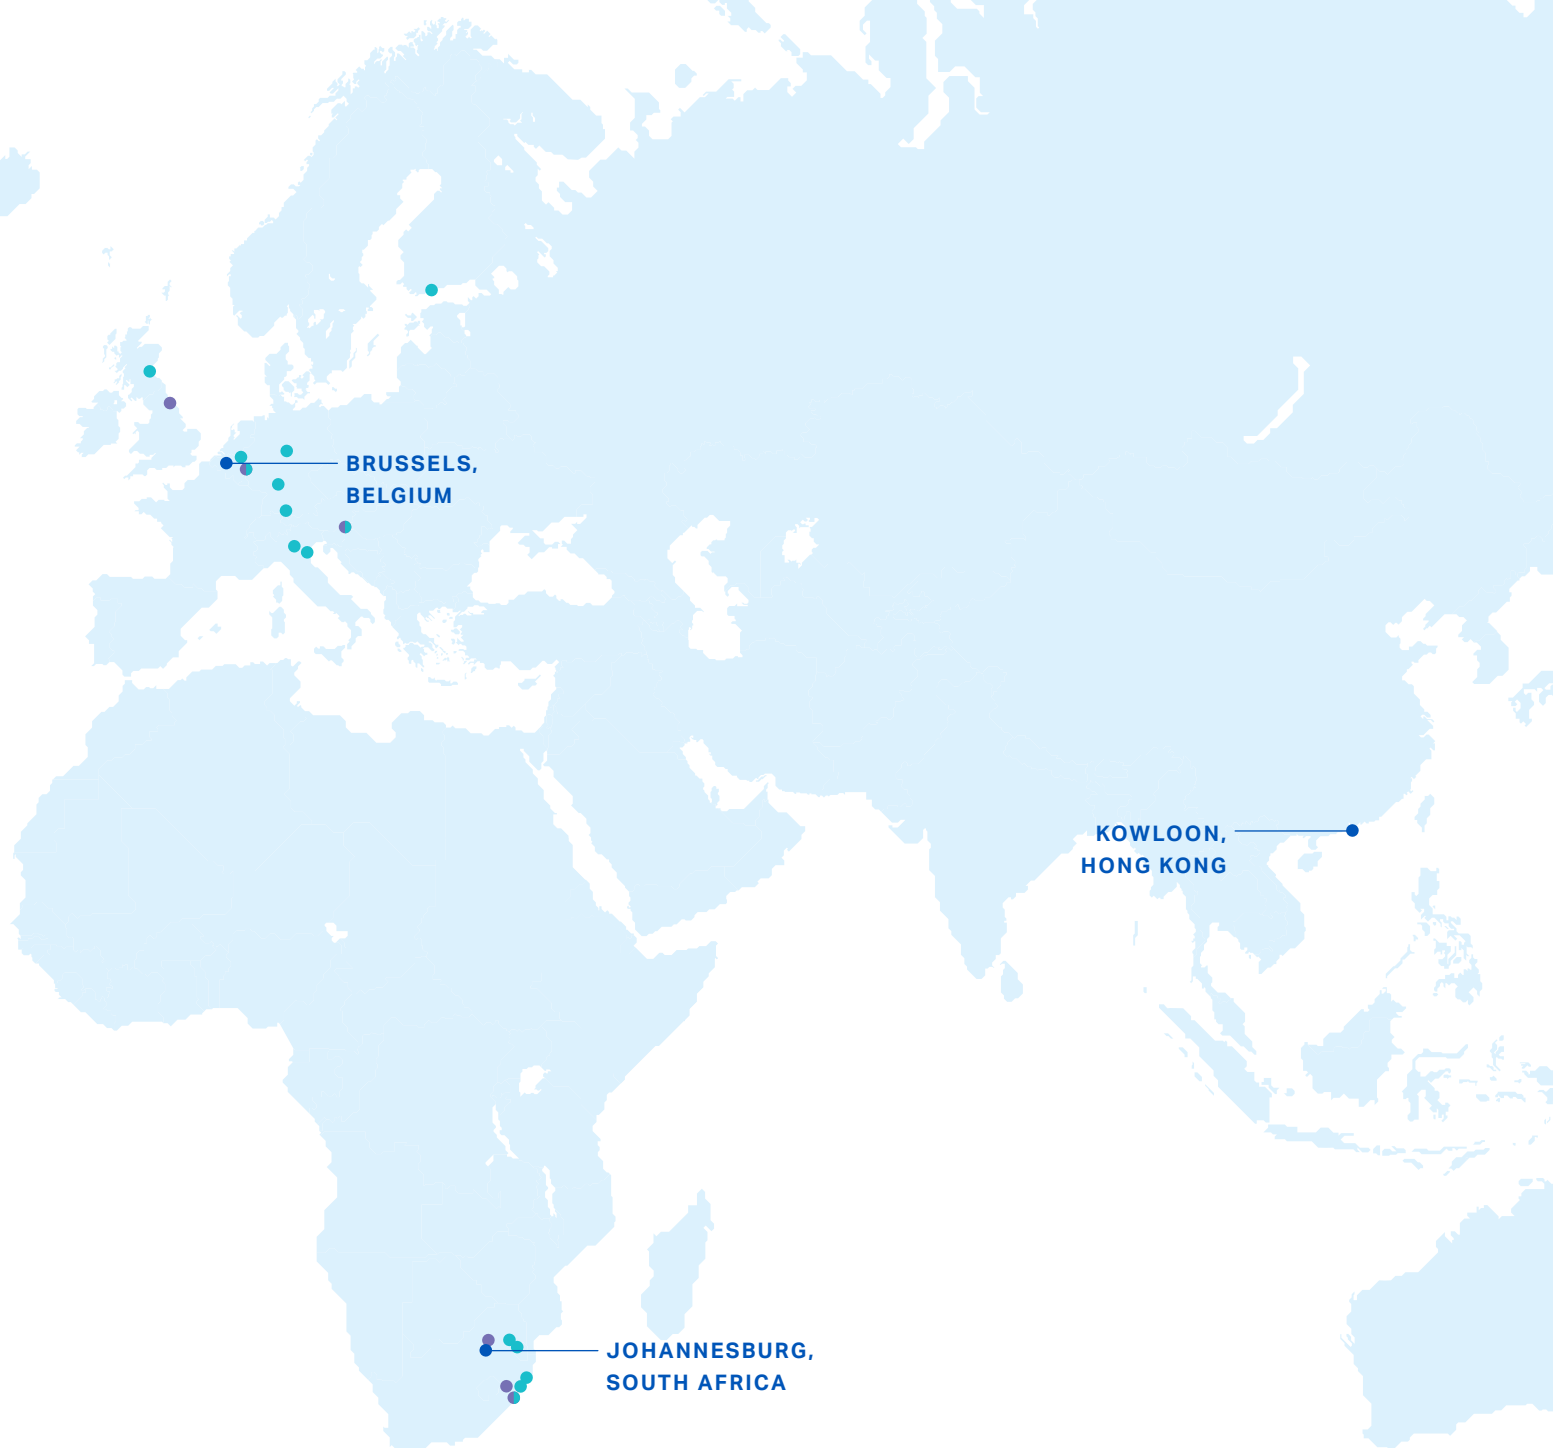 BRUSSELS,
BELGIUM
KOWLOON,
HONG KONG
JOHANNESBURG,
SOUTH AFRICA